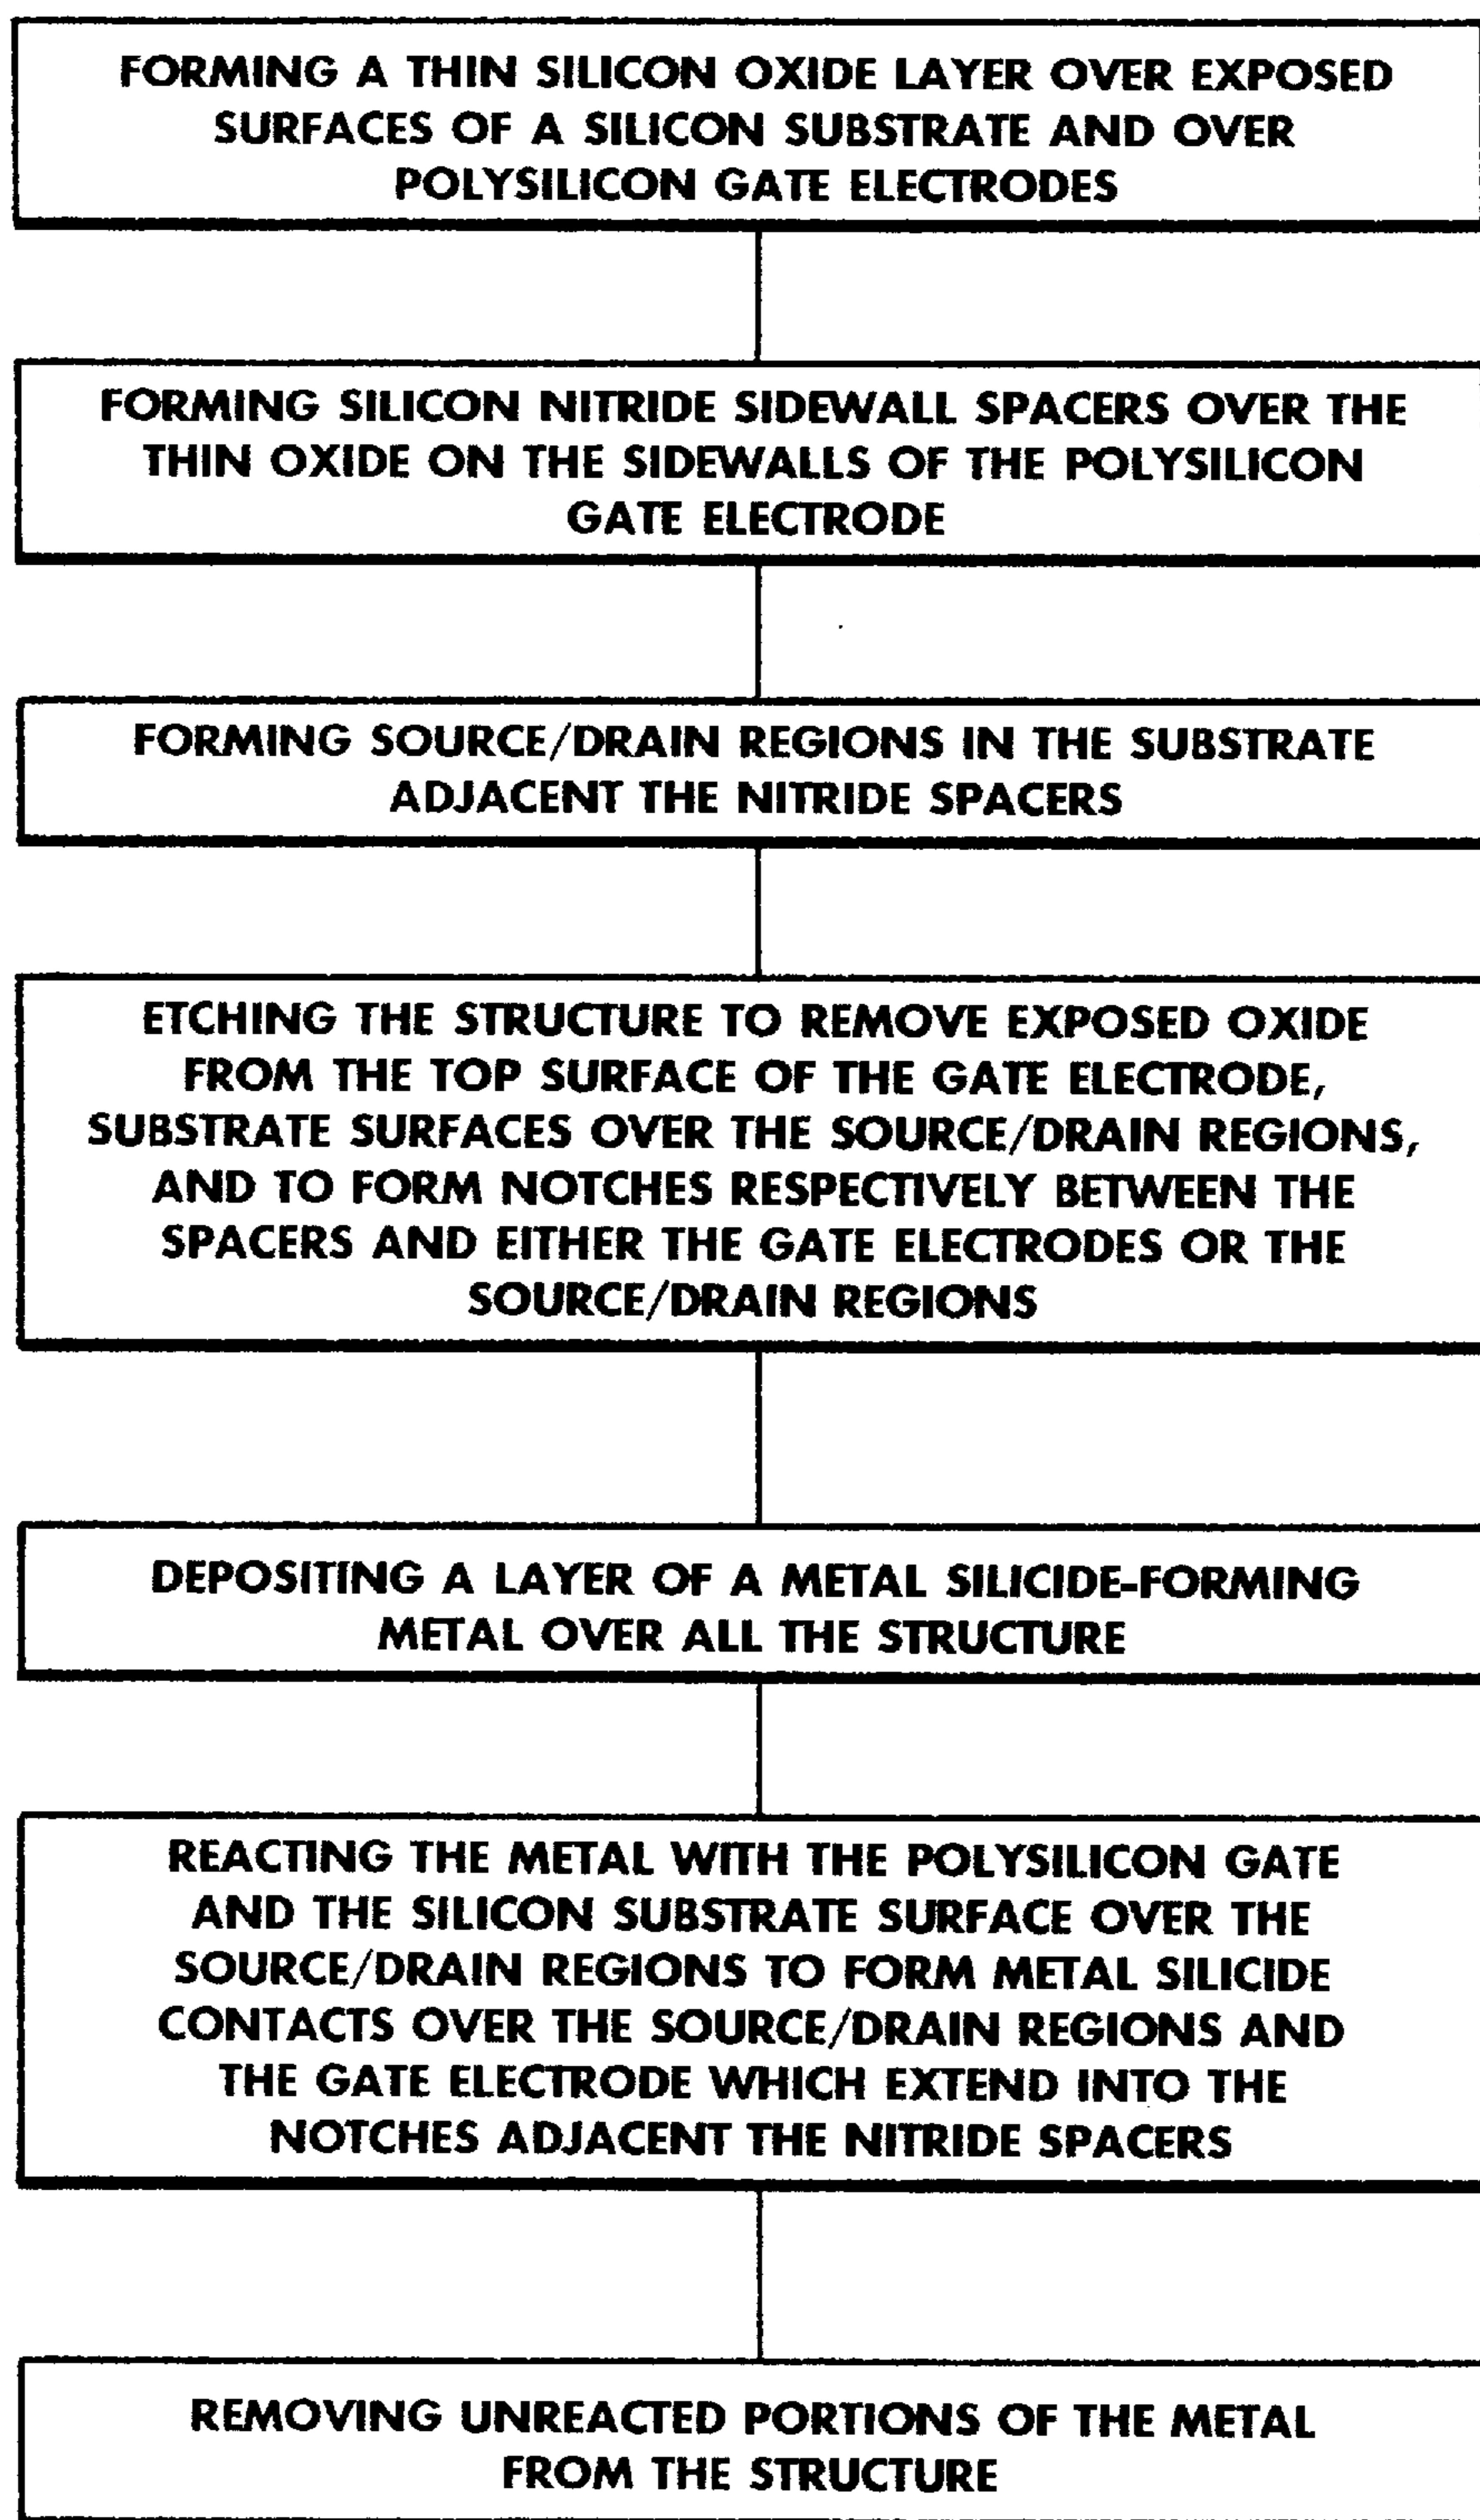 FORMING A THIN SILICON OXIDE LAYER OVER EXPOSED
SURFACES OF A SILICON SUBSTRATE AND OVER
POLYSILICON GATE ELECTRODES
FORMING SILICON NITRIDE SIDEWALL SPACERS OVER THE
THIN OXIDE ON THE SIDEWALLS OF THE POLYSILICON
GATE ELECTRODE
FORMING SOURCE/DRAIN REGIONS IN THE SUBSTRATE
ADJACENT THE NITRIDE SPACERS
ETCHING THE STRUCTURE TO REMOVE EXPOSED OXIDE
FROM THE TOP SURFACE OF THE GATE ELECTRODE,
SUBSTRATE SURFACES OVER THE SOURCE/DRAIN REGIONS,
AND TO FORM NOTCHES RESPECTIVELY BETWEEN THE
SPACERS AND EITHER THE GATE ELECTRODES OR THE
SOURCE/DRAIN REGIONS
DEPOSITING A LAYER OF A METAL SILICIDE-FORMING
METAL OVER ALL THE STRUCTURE
REACTING THE METAL WITH THE POLYSILICON GATE
AND THE SILICON SUBSTRATE SURFACE OVER THE
SOURCE/DRAIN REGIONS TO FORM METAL SILICIDE
CONTACTS OVER THE SOURCE/DRAIN REGIONS AND
THE GATE ELECTRODE WHICH EXTEND INTO THE
NOTCHES ADJACENT THE NITRIDE SPACERS
REMOVING UNREACTED PORTIONS OF THE METAL
FROM THE STRUCTURE